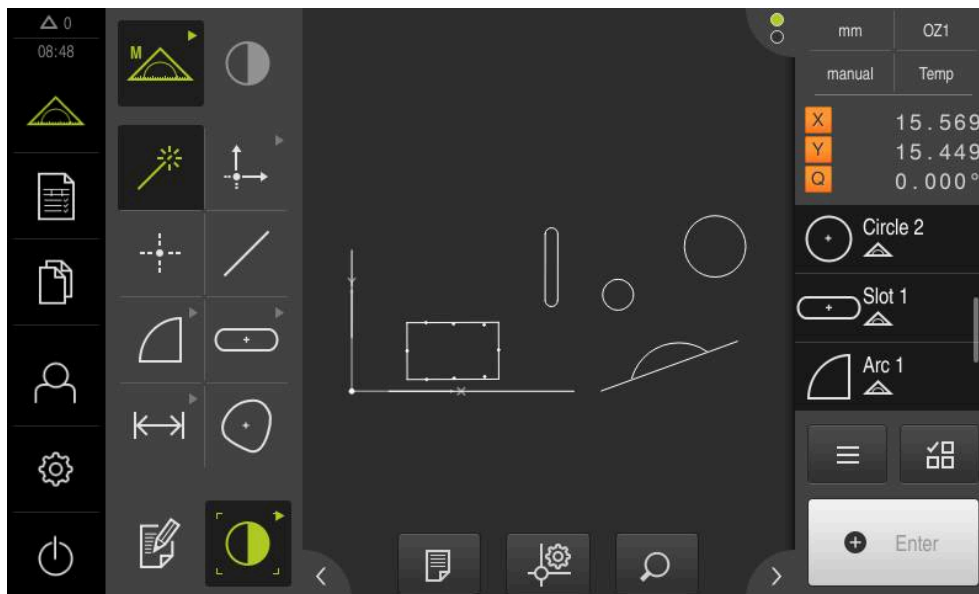 0
08:48
M
mm
OZ1
manual
Temp
X 15.569
Y 15.449
Q 0.000°
Circle 2
Slot 1
Arc 1
Y
X
Enter